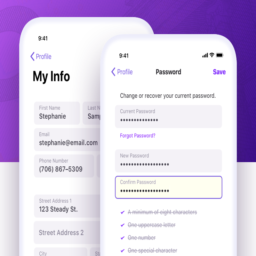 9:41
Profile
My Info
First Name
Stephanie
Last N
Sam
Email
stephanie@email.com
Phone Number
(706) 867-5309
Street Address 1
123 Steady St.
Street Address 2
City
9:41
Profile
Password
Save
Change or recover your current password.
Current Password
••••••••••••••
Forgot Password?
New Password
••••••••••••••••••
Confirm Password
••••••••••••••••••
A minimum of eight characters
One uppercase letter
One number
One special character